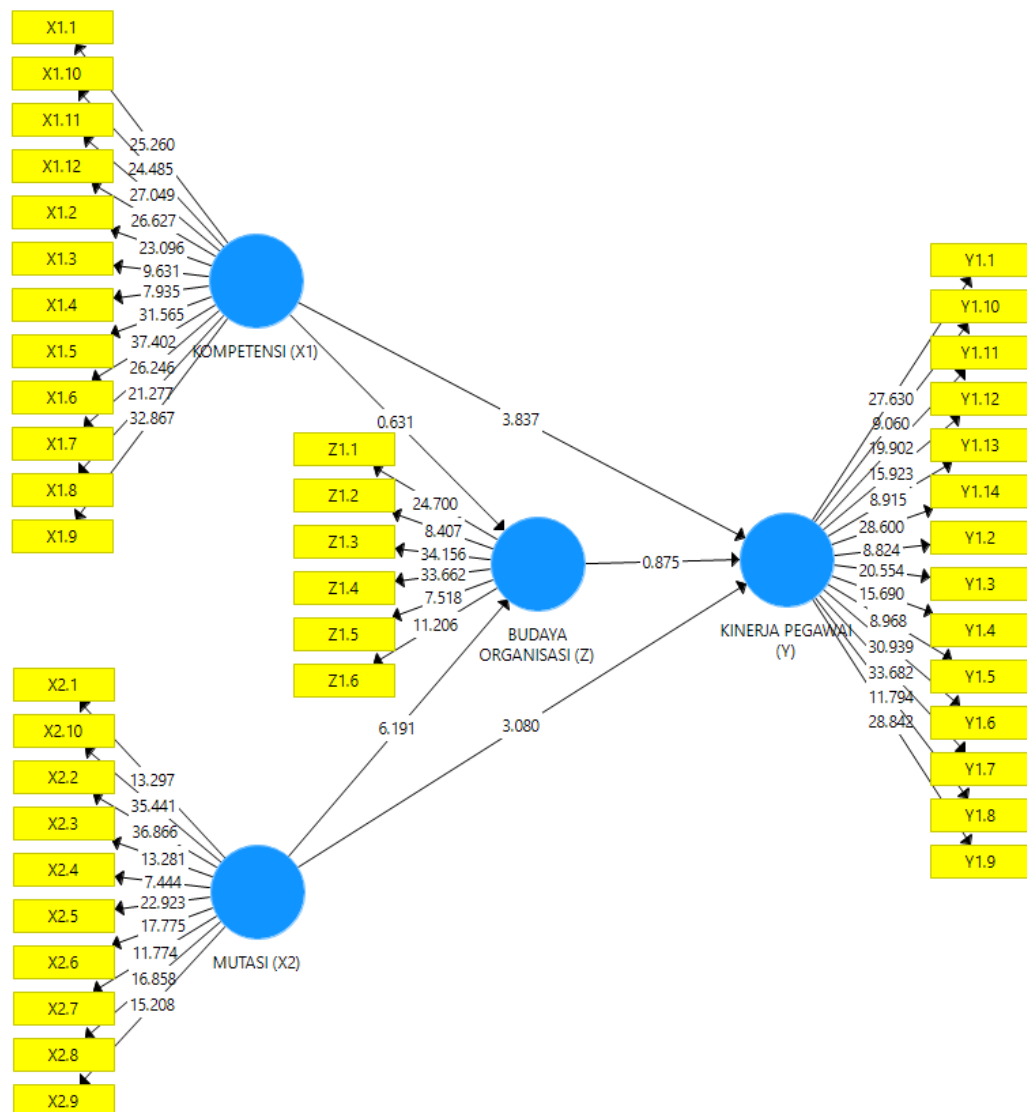 X1.1
X1.10
X1.11
X1.12
X1.2
X1.3
X1.4
X1.5
X1.6
X1.7
X1.8
X1.9
25.260
24.485
27.049
26.627
23.096
9.631
7.935
31.565
37.402
26.246
21.277
32.867
KOMPETENSI (X1)
0.631
3.837
Z1.1
Z1.2
Z1.3
Z1.4
Z1.5
Z1.6
24.700
8.407
34.156
33.662
7.518
11.206
BUDAYA
ORGANISASI (Z)
0.875
6.191
3.080
X2.1
X2.10
X2.2
X2.3
X2.4
X2.5
X2.6
X2.7
X2.8
X2.9
13.297
35.441
36.866
13.281
7.444
22.923
17.775
11.774
16.858
15.208
MUTASI (X2)
KINERJA PEGAWAI
(Y)
27.630
9.060
19.902
15.923
8.915
28.600
8.824
20.554
15.690
8.968
30.939
33.682
11.794
28.842
Y1.1
Y1.10
Y1.11
Y1.12
Y1.13
Y1.14
Y1.2
Y1.3
Y1.4
Y1.5
Y1.6
Y1.7
Y1.8
Y1.9